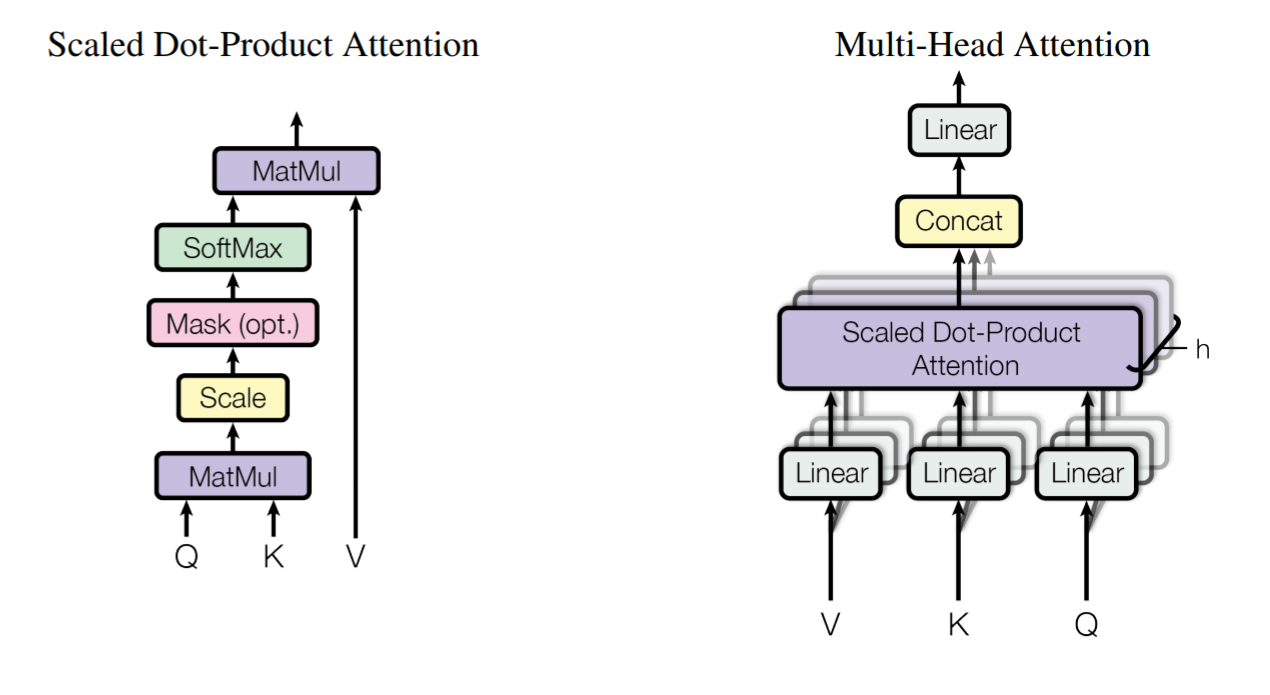 Scaled Dot-Product Attention
MatMul
SoftMax
Mask (opt.)
Scale
MatMul
Q K V
Multi-Head Attention
Linear
Concat
Scaled Dot-Product
Attention
h
Linear Linear Linear
V K Q